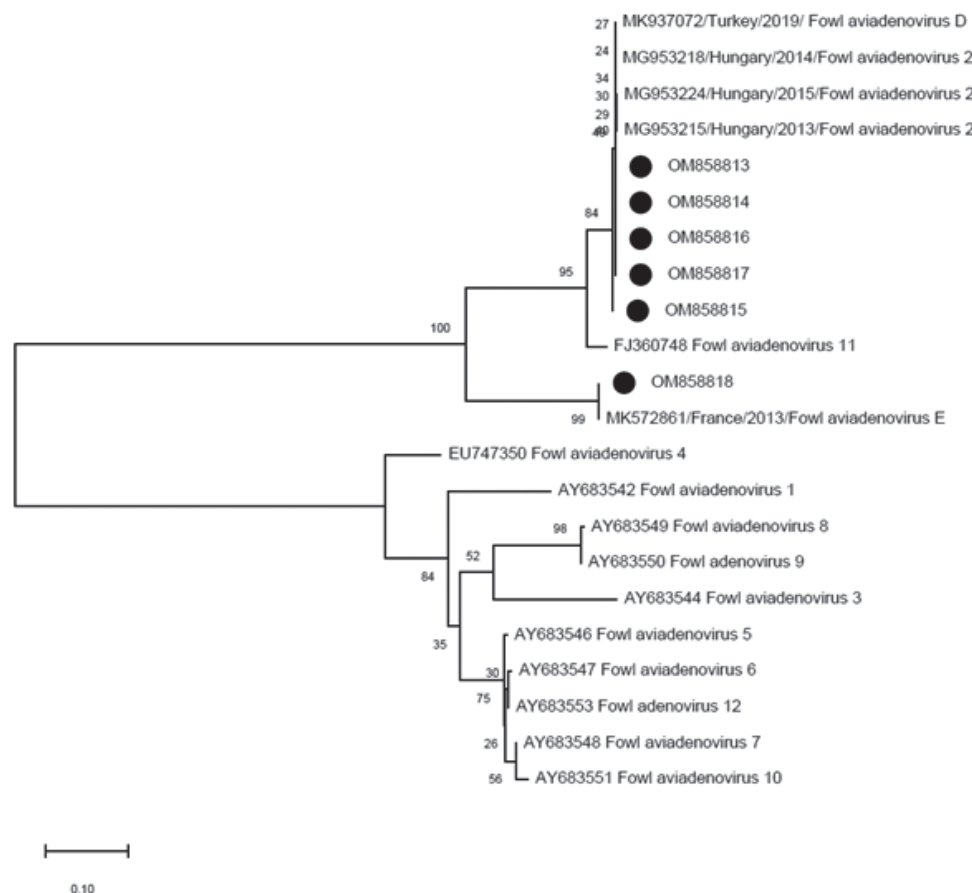 27
MK937072/Turkey/2019/ Fowl aviadenovirus D
24
MG953218/Hungary/2014/Fowl aviadenovirus 2
34
MG953224/Hungary/2015/Fowl aviadenovirus 2
30
29
MG953215/Hungary/2013/Fowl aviadenovirus 2
OM858813
OM858814
84
OM858816
95
OM858817
OM858815
100
FJ360748 Fowl aviadenovirus 11
OM858818
99
MK572861/France/2013/Fowl aviadenovirus E
EU747350 Fowl aviadenovirus 4
AY683542 Fowl aviadenovirus 1
98
AY683549 Fowl aviadenovirus 8
52
AY683550 Fowl adenovirus 9
84
AY683544 Fowl aviadenovirus 3
AY683546 Fowl aviadenovirus 5
35
30
AY683547 Fowl aviadenovirus 6
75
AY683553 Fowl adenovirus 12
26
AY683548 Fowl aviadenovirus 7
56
AY683551 Fowl aviadenovirus 10
0.10